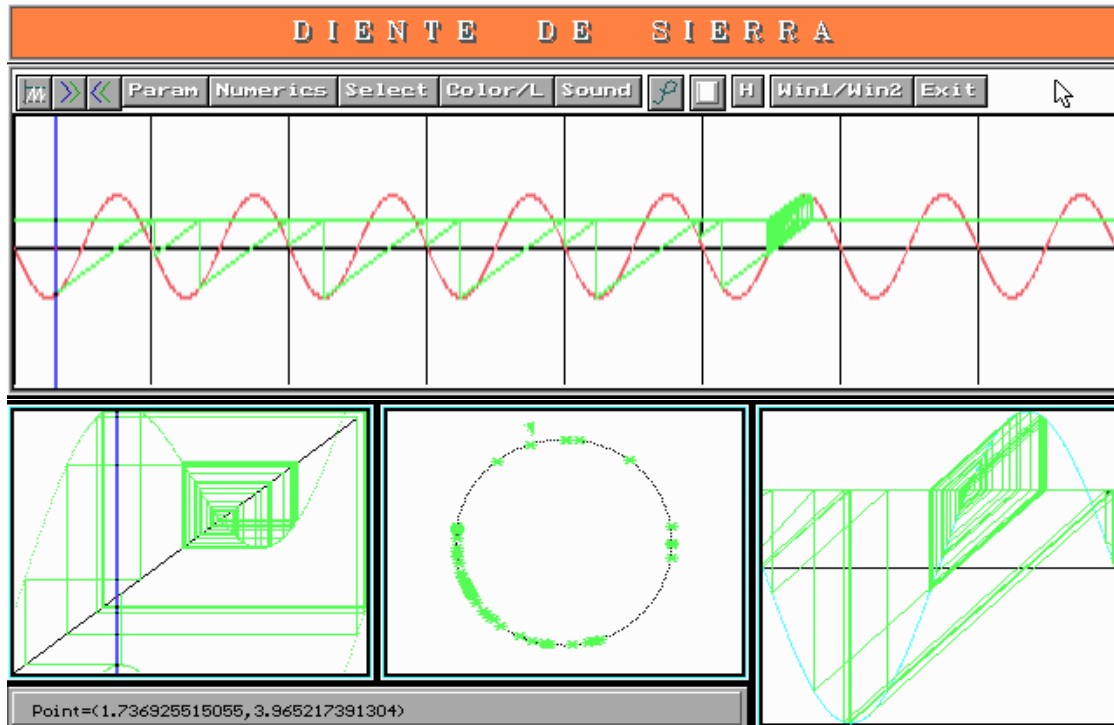 DIENTE DE SIERRA
Param Numerics Select Color/L Sound H Win1/Win2 Exit
Point=(1.736925515055,3.965217391304)